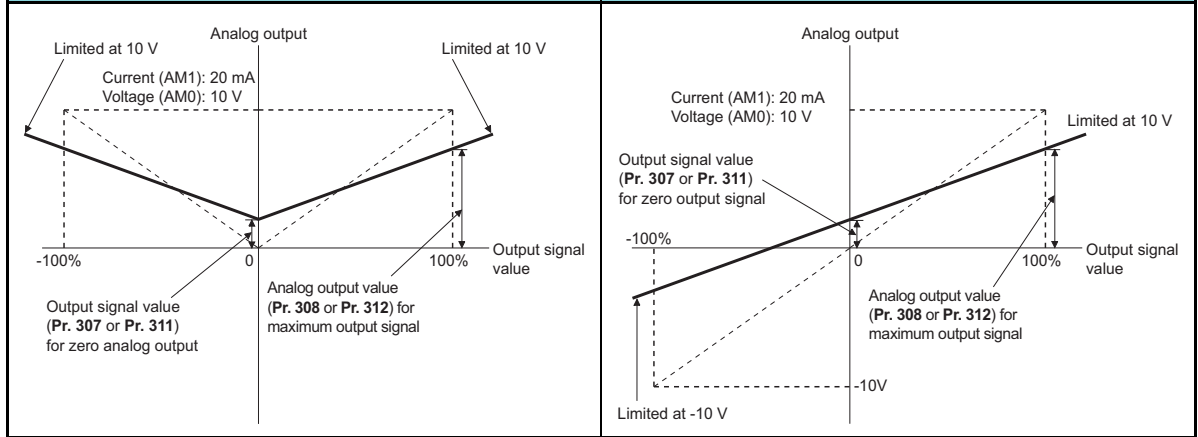 Analog output
Limited at 10 V
Limited at 10 V
Current (AM1): 20 mA
Voltage (AM0): 10 V
-100%
0
100%
Output signal
value
Output signal value
(Pr. 307 or Pr. 311)
for zero analog output
Analog output value
(Pr. 308 or Pr. 312) for
maximum output signal
Analog output
Current (AM1): 20 mA
Voltage (AM0): 10 V
Limited at 10 V
Output signal value
(Pr. 307 or Pr. 311)
for zero output signal
-100%
0
100%
Output signal
value
Analog output value
(Pr. 308 or Pr. 312) for
maximum output signal
-10V
Limited at -10 V